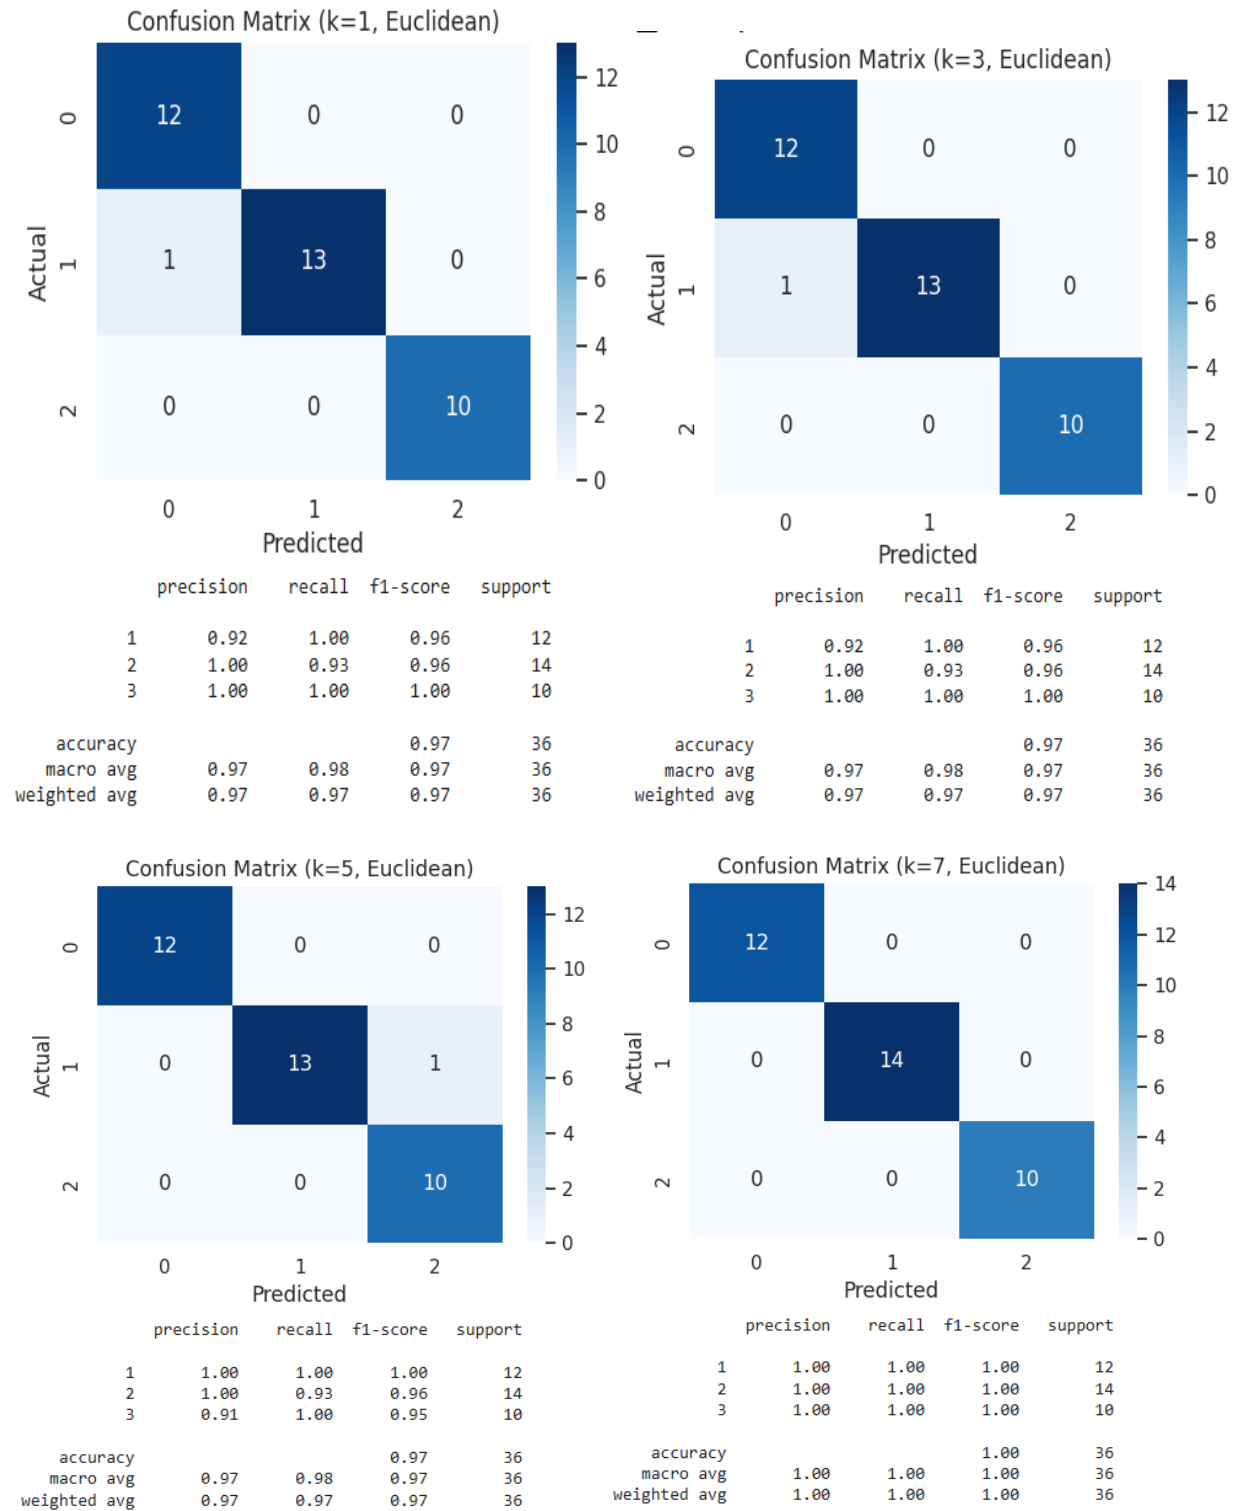 Confusion Matrix (k=1, Euclidean)
12 0 0
1 13 0
0 0 10
0
1
2
Actual
0 1 2
Predicted
12
10
8
6
4
2
0
precision recall f1-score support
1 0.92 1.00 0.96 12
2 1.00 0.93 0.96 14
3 1.00 1.00 1.00 10
accuracy 0.97 36
macro avg 0.97 0.98 0.97 36
weighted avg 0.97 0.97 0.97 36
Confusion Matrix (k=3, Euclidean)
12 0 0
1 13 0
0 0 10
0
1
2
Actual
0 1 2
Predicted
12
10
8
6
4
2
0
precision recall f1-score support
1 0.92 1.00 0.96 12
2 1.00 0.93 0.96 14
3 1.00 1.00 1.00 10
accuracy 0.97 36
macro avg 0.97 0.98 0.97 36
weighted avg 0.97 0.97 0.97 36
Confusion Matrix (k=5, Euclidean)
12 0 0
0 13 1
0 0 10
0
1
2
Actual
0 1 2
Predicted
12
10
8
6
4
2
0
precision recall f1-score support
1 1.00 1.00 1.00 12
2 1.00 0.93 0.96 14
3 0.91 1.00 0.95 10
accuracy 0.97 36
macro avg 0.97 0.98 0.97 36
weighted avg 0.97 0.97 0.97 36
Confusion Matrix (k=7, Euclidean)
12 0 0
0 14 0
0 0 10
0
1
2
Actual
0 1 2
Predicted
14
12
10
8
6
4
2
0
precision recall f1-score support
1 1.00 1.00 1.00 12
2 1.00 1.00 1.00 14
3 1.00 1.00 1.00 10
accuracy 1.00 36
macro avg 1.00 1.00 1.00 36
weighted avg 1.00 1.00 1.00 36